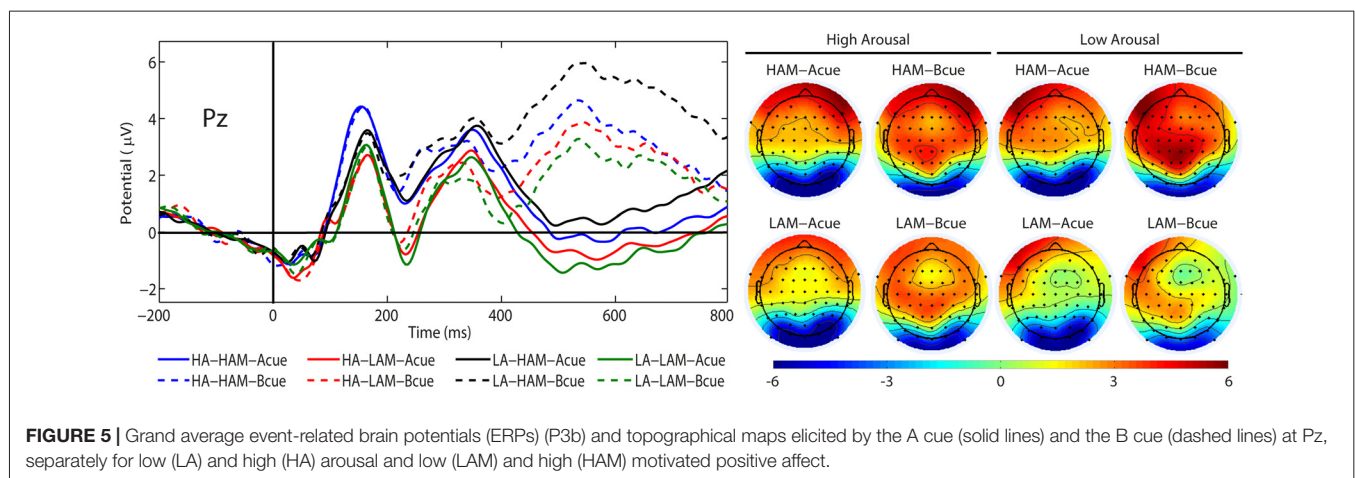 6
4
2
0
−2
Potential ( μV)
Pz
−200
0
200
400
600
800
Time (ms)
HA−HAM−Acue
HA−LAM−Acue
LA−HAM−Acue
LA−LAM−Acue
HA−HAM−Bcue
HA−LAM−Bcue
LA−HAM−Bcue
LA−LAM−Bcue
High Arousal
Low Arousal
HAM−Acue
HAM−Bcue
HAM−Acue
HAM−Bcue
LAM−Acue
LAM−Bcue
LAM−Acue
LAM−Bcue
-6
-3
0
3
6
FIGURE 5 | Grand average event-related brain potentials (ERPs) (P3b) and topographical maps elicited by the A cue (solid lines) and the B cue (dashed lines) at Pz,
separately for low (LA) and high (HA) arousal and low (LAM) and high (HAM) motivated positive affect.